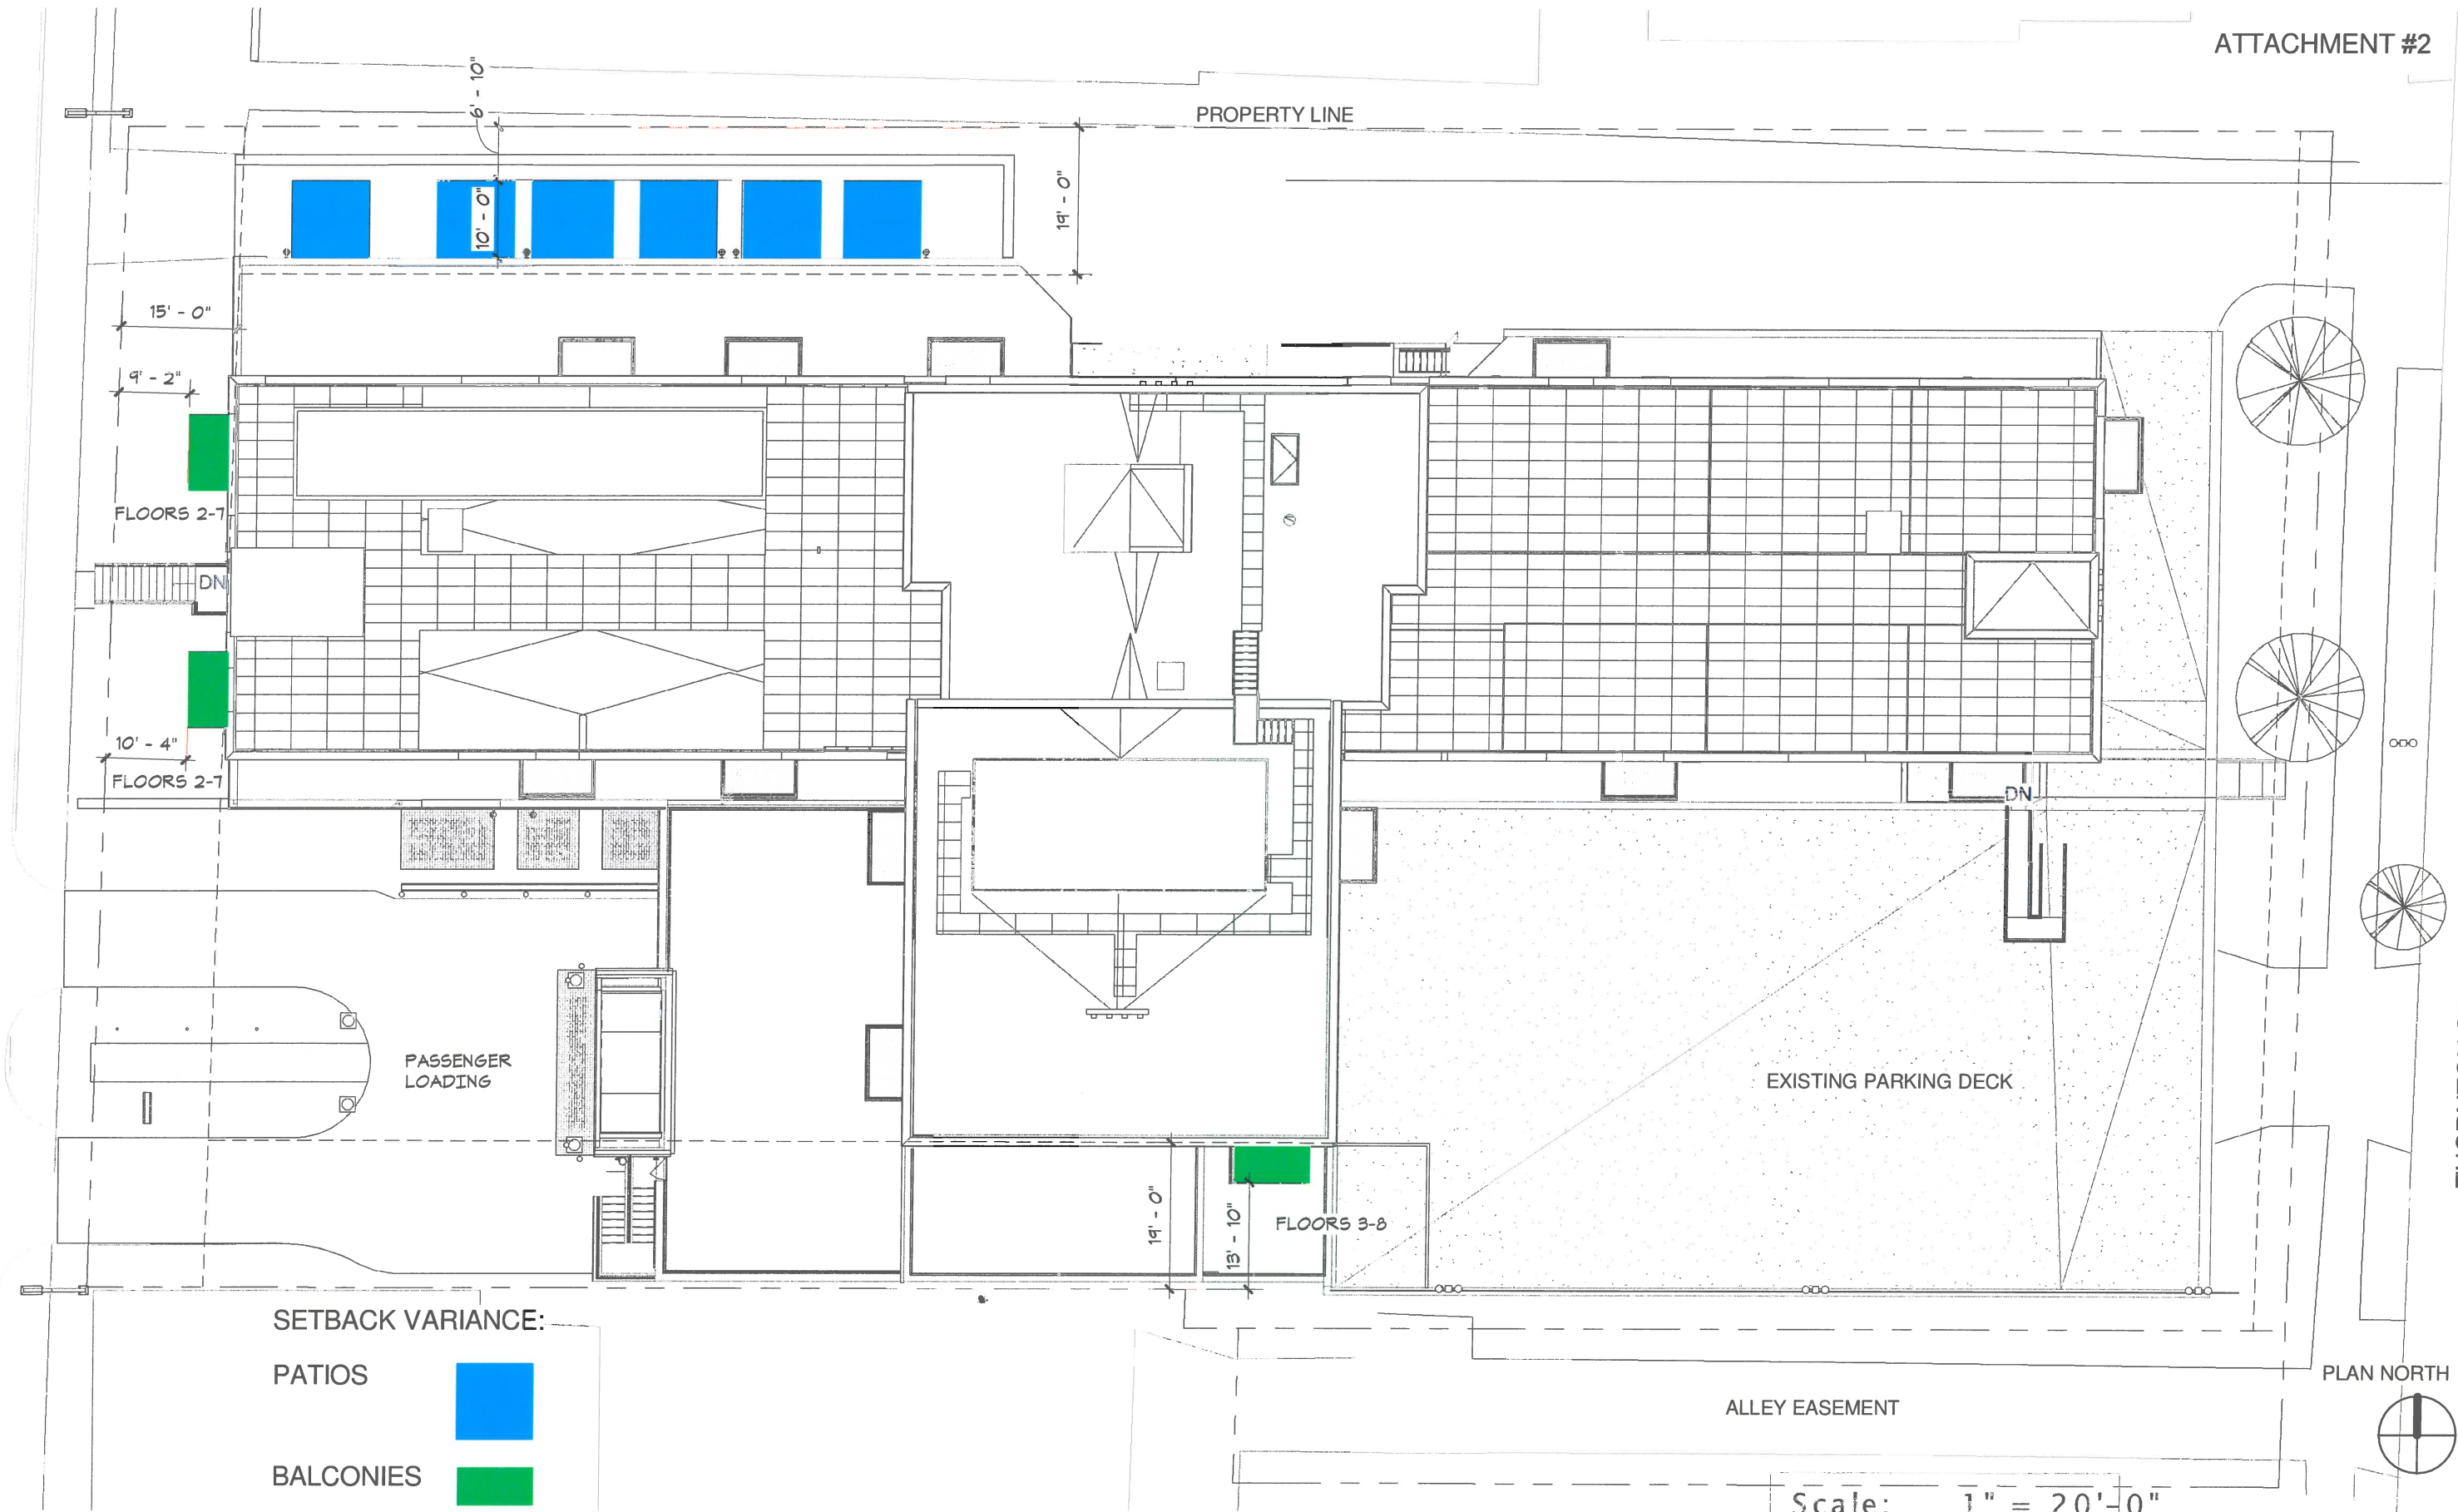 ATTACHMENT #2
6' - 10"
PROPERTY LINE
10' - 0"
19' - 0"
15' - 0"
9' - 2"
FLOORS 2-7
DN
10' - 4"
FLOORS 2-7
DN
PASSENGER
LOADING
EXISTING PARKING DECK
19' - 0"
13' - 10"
FLOORS 3-8
SETBACK VARIANCE:
PATIOS
BALCONIES
PLAN NORTH
ALLEY EASEMENT
Scale: 1" = 20'-0"